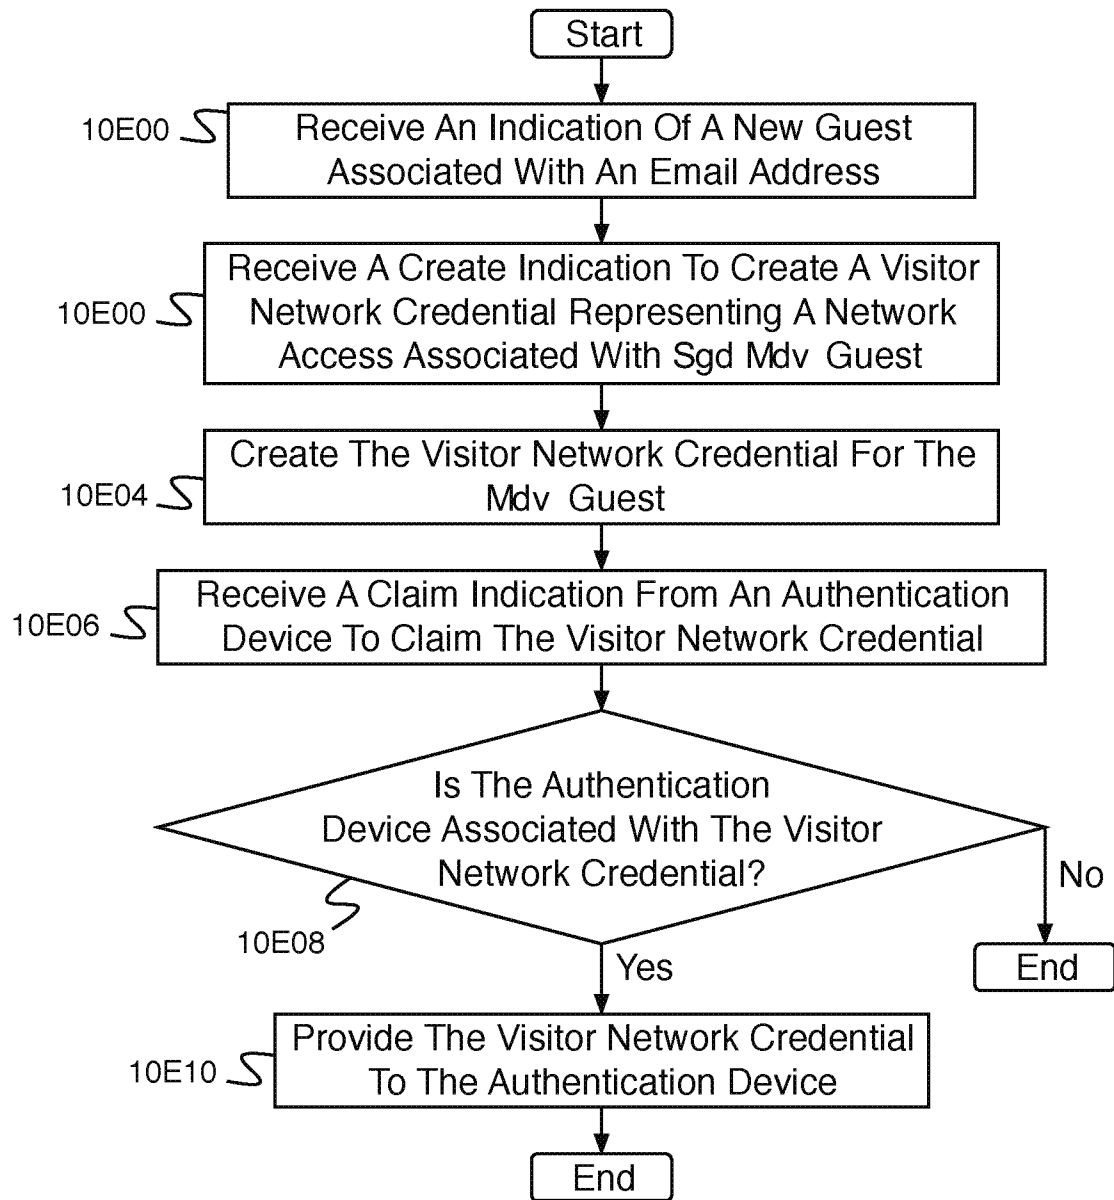 Start
10E00
Receive An Indication Of A New Guest
Associated With An Email Address
10E00
Receive A Create Indication To Create A Visitor
Network Credential Representing A Network
Access Associated With Sgd Mdv Guest
10E04
Create The Visitor Network Credential For The
Mdv Guest
10E06
Receive A Claim Indication From An Authentication
Device To Claim The Visitor Network Credential
Is The Authentication
Device Associated With The Visitor
Network Credential?
10E08
No
End
Yes
10E10
Provide The Visitor Network Credential
To The Authentication Device
End